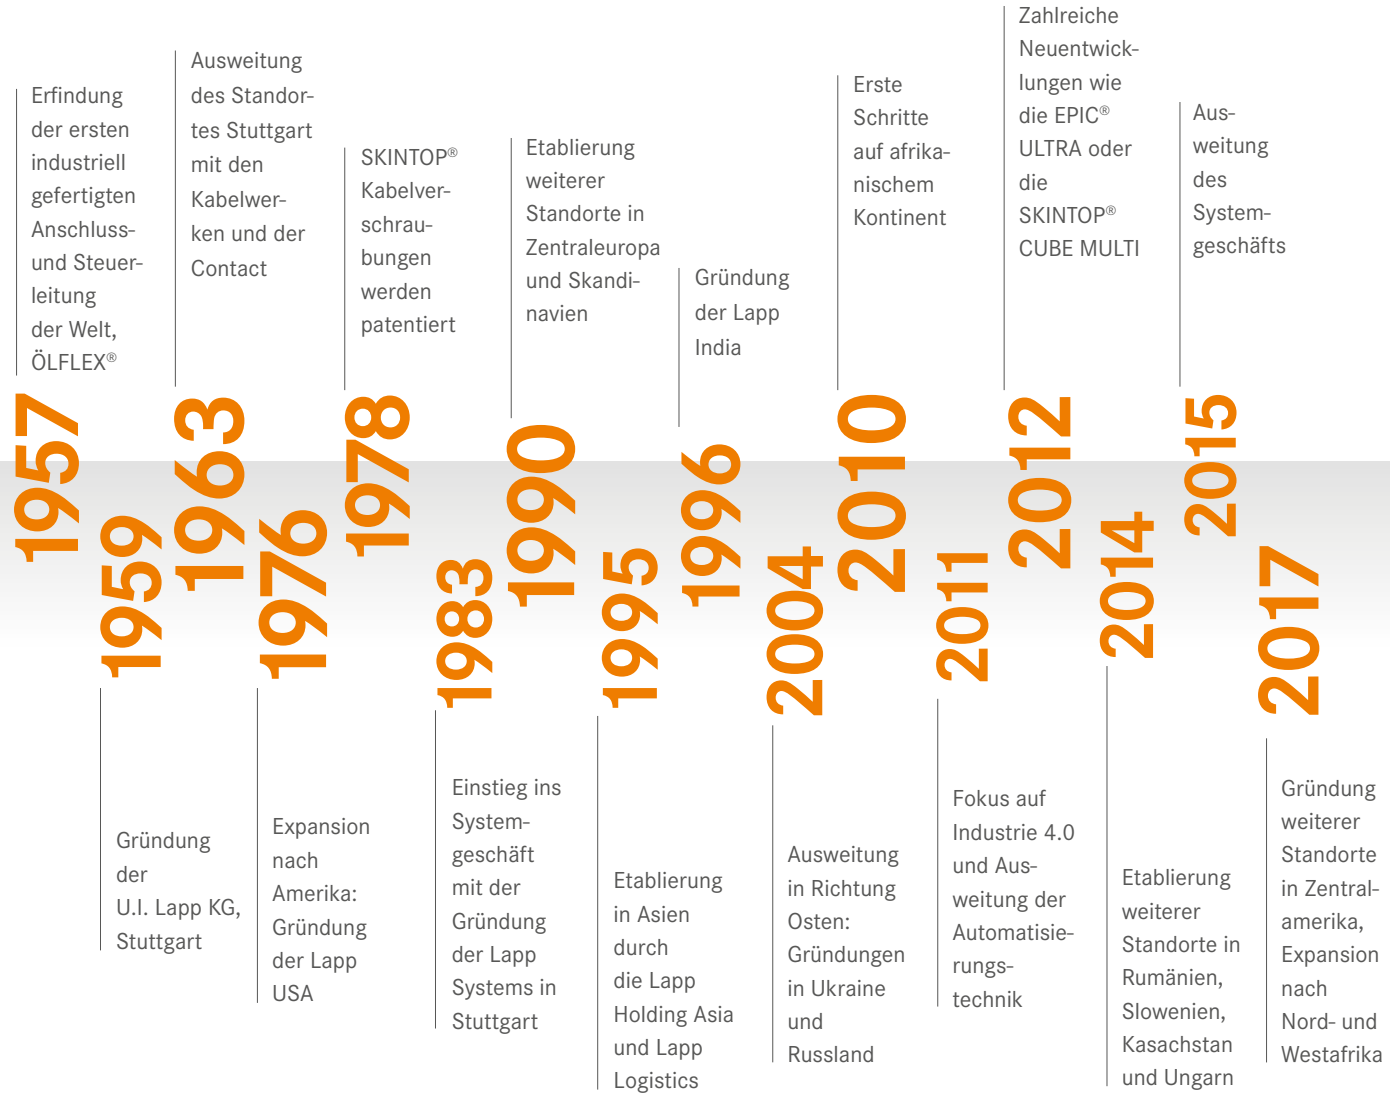 Erfindung
der ersten
industriell
gefertigten
Anschluss-
und Steuer-
leitung
der Welt,
ÖLFLEX®
1957
1959
Gründung
der
U.I. Lapp KG,
Stuttgart
Ausweitung
des Standor-
tes Stuttgart
mit den
Kabelwer-
ken und der
Contact
1963
1976
Expansion
nach
Amerika:
Gründung
der Lapp
USA
SKINTOP®
Kabelver-
schrau-
bungen
werden
patentiert
1978
1983
Einstieg ins
System-
geschäft
mit der
Gründung
der Lapp
Systems in
Stuttgart
Etablierung
weiterer
Standorte in
Zentraleuropa
und Skandi-
navien
1990
1995
Etablierung
in Asien
durch
die Lapp
Holding Asia
und Lapp
Logistics
Gründung
der Lapp
India
1996
2004
Ausweitung
in Richtung
Osten:
Gründungen
in Ukraine
und
Russland
Erste
Schritte
auf afrika-
nischem
Kontinent
2010
2011
Fokus auf
Industrie 4.0
und Aus-
weitung der
Automatisie-
rungs-
technik
Zahlreiche
Neuentwick-
lungen wie
die EPIC®
ULTRA oder
die
SKINTOP®
CUBE MULTI
2012
2014
Etablierung
weiterer
Standorte in
Rumänien,
Slowenien,
Kasachstan
und Ungarn
Aus-
weitung
des
System-
geschäfts
2015
2017
Gründung
weiterer
Standorte
in Zentral-
amerika,
Expansion
nach
Nord- und
Westafrika